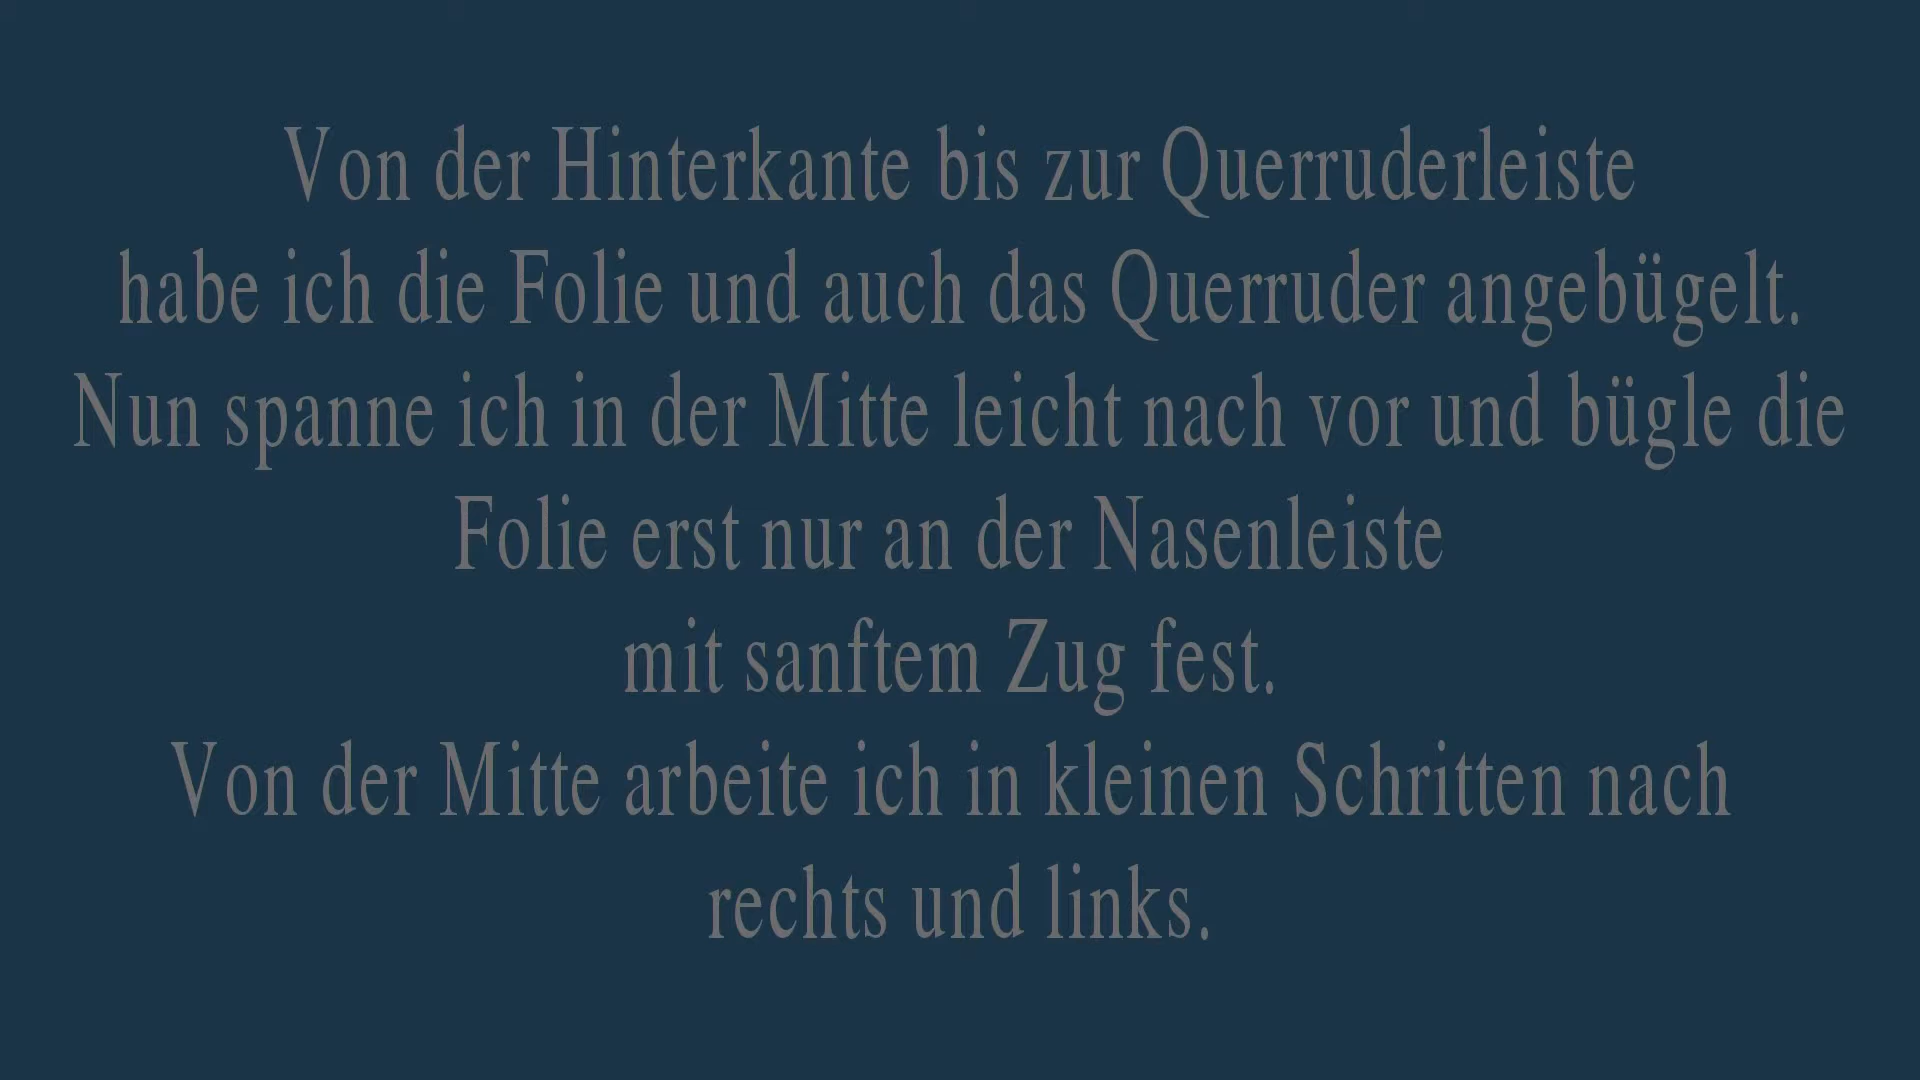 Von der Hinterkante bis zur Querruderleiste
habe ich die Folie und auch das Querruder angebügelt.
Nun spanne ich in der Mitte leicht nach vor und bügle die
Folie erst nur an der Nasenleiste
mit sanftem Zug fest.
Von der Mitte arbeite ich in kleinen Schritten nach
rechts und links.